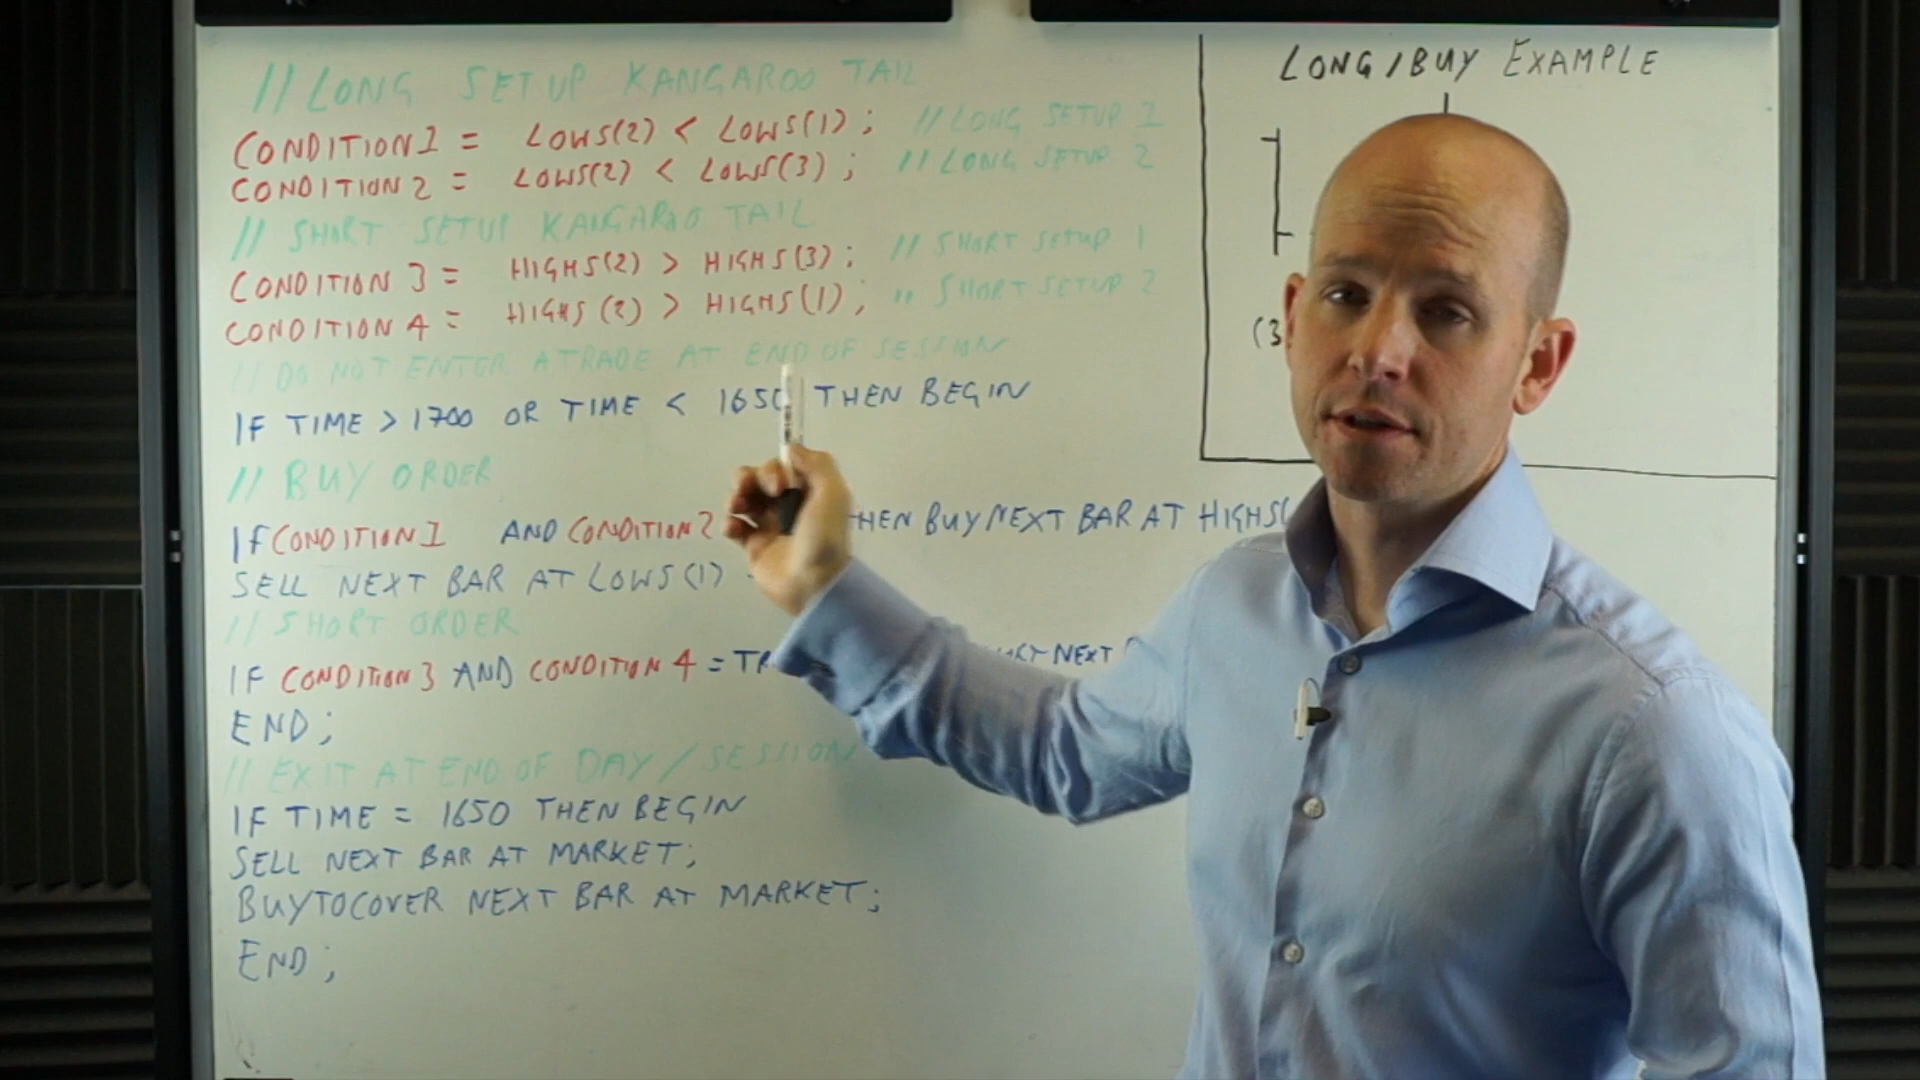 // LONG SETUP KANGAROO TAIL
CONDITION1 = LOWS(2) < LOWS(1); // LONG SETUP 1
CONDITION2 = LOWS(2) < LOWS(3); // LONG SETUP 2
// SHORT SETUP KANGAROO TAIL
CONDITION 3 = HIGHS(2) > HIGHS(3); // SHORT SETUP 1
CONDITION 4 = HIGHS(2) > HIGHS(1); // SHORT SETUP 2
// DO NOT ENTER A TRADE AT END OF SESSION
IF TIME > 1700 OR TIME < 1650 THEN BEGIN
// BUY ORDER
IF CONDITION1 AND CONDITION2 HEN BUY NEXT BAR AT HIGHS(
SELL NEXT BAR AT LOWS(1)
// SHORT ORDER
IF CONDITION 3 AND CONDITION 4 = TR NEXT
END;
// EXIT AT END OF DAY / SESSION
IF TIME = 1650 THEN BEGIN
SELL NEXT BAR AT MARKET;
BUYTOCOVER NEXT BAR AT MARKET;
END;
LONG/BUY EXAMPLE
(3